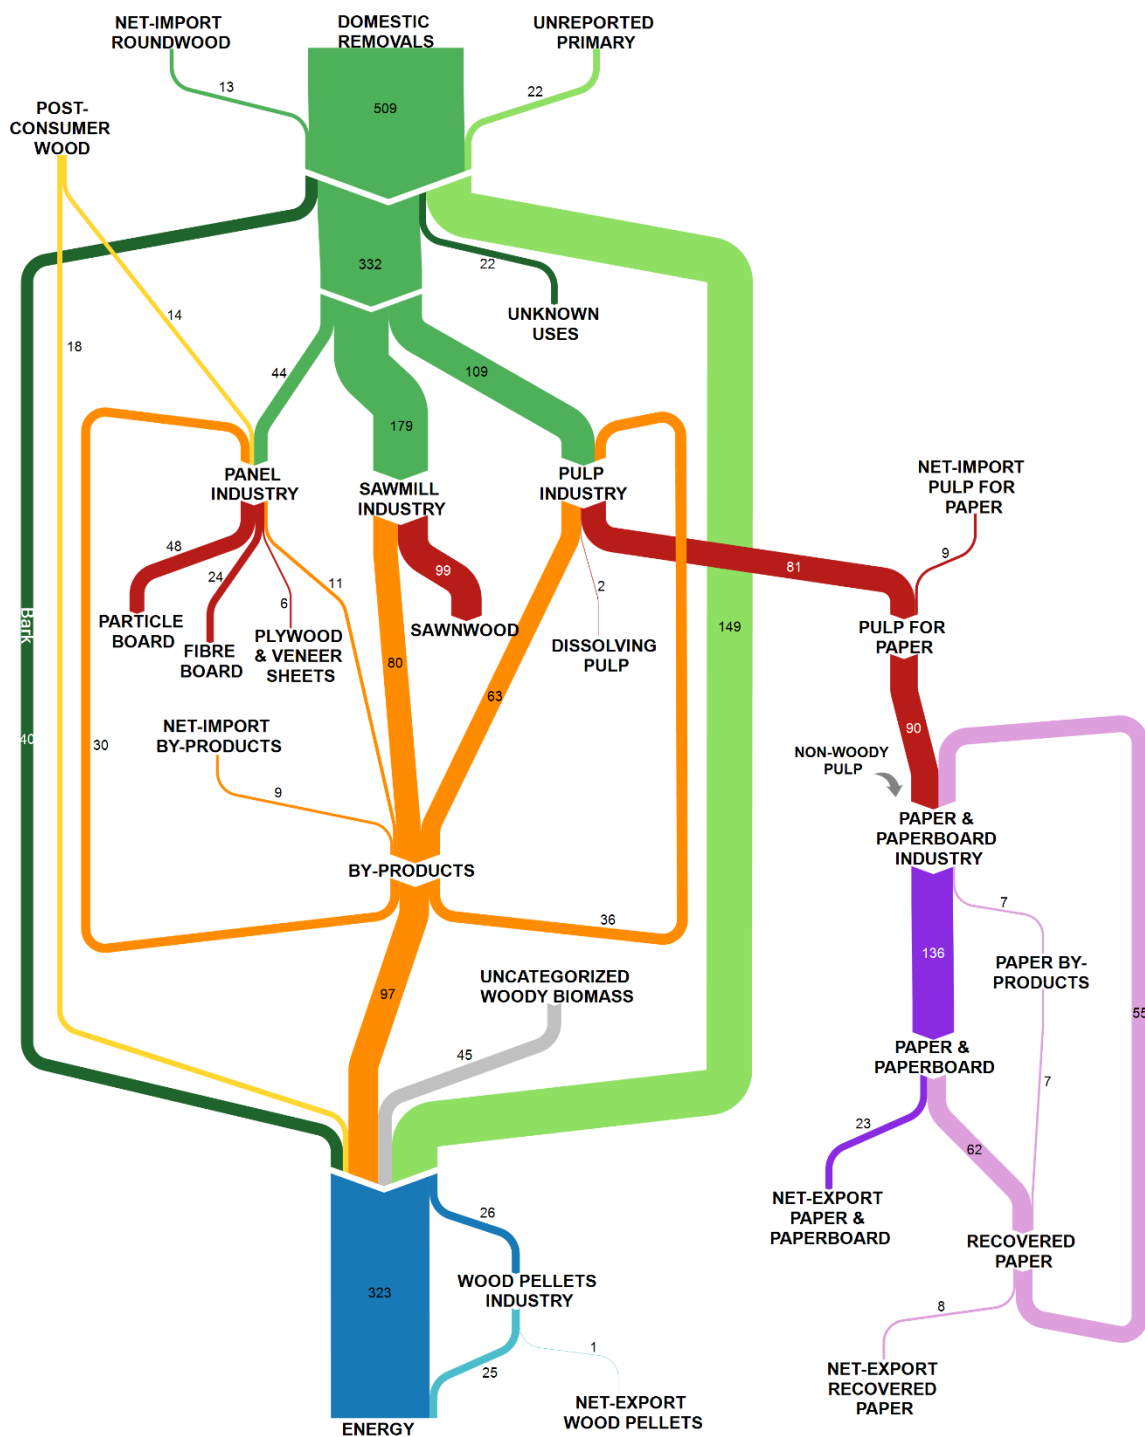 NET-IMPORT
ROUNDWOOD
DOMESTIC
REMOVALS
UNREPORTED
PRIMARY
13
22
509
POST-
CONSUMER
WOOD
332
22
UNKNOWN
USES
14
18
44
109
179
PANEL
INDUSTRY
SAWMILL
INDUSTRY
PULP
INDUSTRY
NET-IMPORT
PULP FOR
PAPER
48
24
6
11
99
2
81
9
PARTICLE
BOARD
FIBRE
BOARD
PLYWOOD
& VENEER
SHEETS
SAWNWOOD
DISSOLVING
PULP
149
PULP FOR
PAPER
Bark
40
80
63
NET-IMPORT
BY-PRODUCTS
30
9
90
NON-WOODY
PULP
PAPER &
PAPERBOARD
INDUSTRY
BY-PRODUCTS
36
7
136
PAPER BY-
PRODUCTS
UNCATEGORIZED
WOODY BIOMASS
97
45
55
PAPER &
PAPERBOARD
7
23
62
NET-EXPORT
PAPER &
PAPERBOARD
RECOVERED
PAPER
26
WOOD PELLETS
INDUSTRY
323
8
1
25
NET-EXPORT
RECOVERED
PAPER
NET-EXPORT
WOOD PELLETS
ENERGY